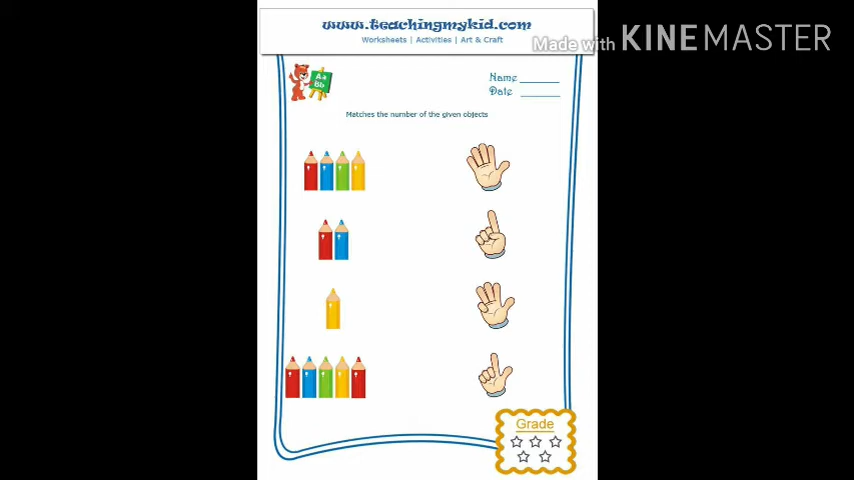 www.teachingmykid.com
Worksheets | Activities | Art & Craft
Made with KINEMASTER
Aa
Bb
Name
Date
Matches the number of the given objects
Grade